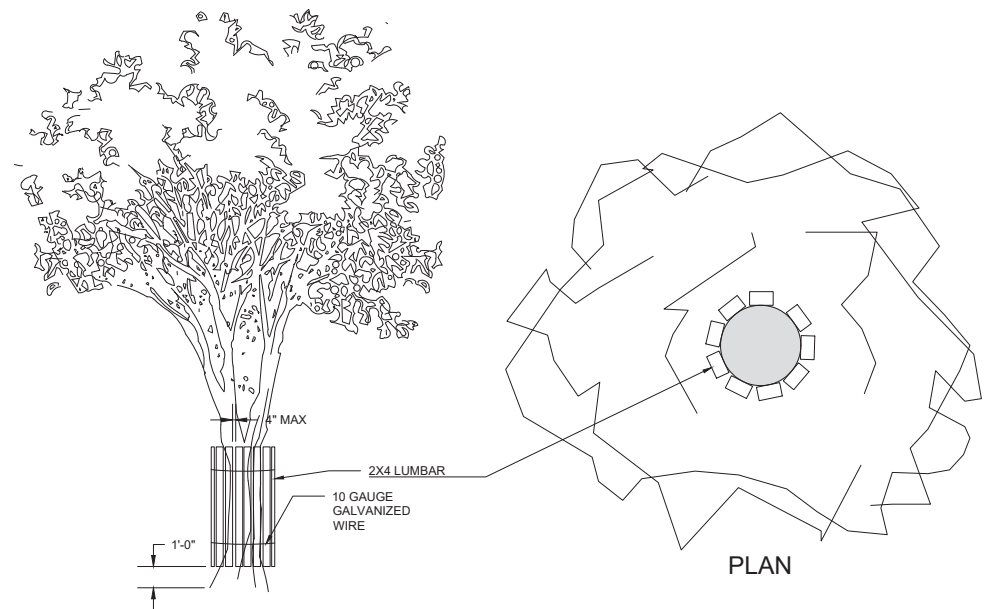 4" MAX
2X4 LUMBAR
10 GAUGE
GALVANIZED
WIRE
1'-0"
PLAN